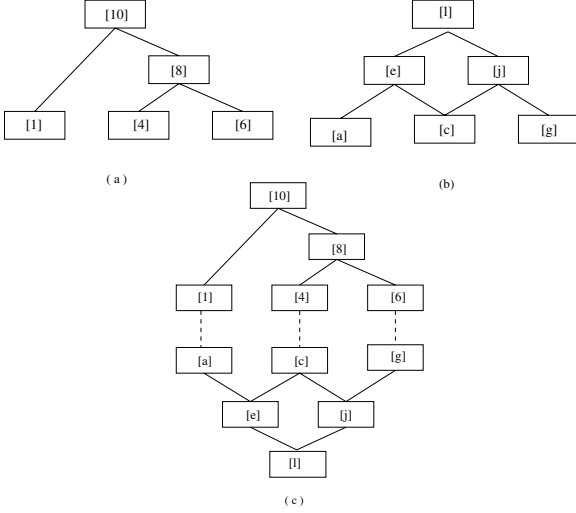 [10]
[8]
[1] [4] [6]
( a )
[l]
[e] [j]
[a] [c] [g]
(b)
[10]
[8]
[1] [4] [6]
[a] [c] [g]
[e] [j]
[l]
( c )